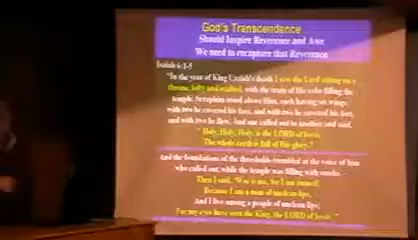 God's Transcendence
Should Inspire Reverence and Awe
We need to recapture that Reverence
Isaiah 6:1-5
"In the year of King Uzziah's death I saw the Lord sitting on a
throne, lofty and exalted, with the train of His robe filling the
temple. Seraphim stood above Him, each having six wings;
with two he covered his face, and with two he covered his feet,
and with two he flew. And one called out to another and said,
"Holy, Holy, Holy, is the LORD of hosts
The whole earth is full of His glory."
And the foundations of the thresholds trembled at the voice of him
who called out, while the temple was filling with smoke.
Then I said, "Woe is me, for I am ruined!
Because I am a man of unclean lips,
And I live among a people of unclean lips;
For my eyes have seen the King, the LORD of hosts."